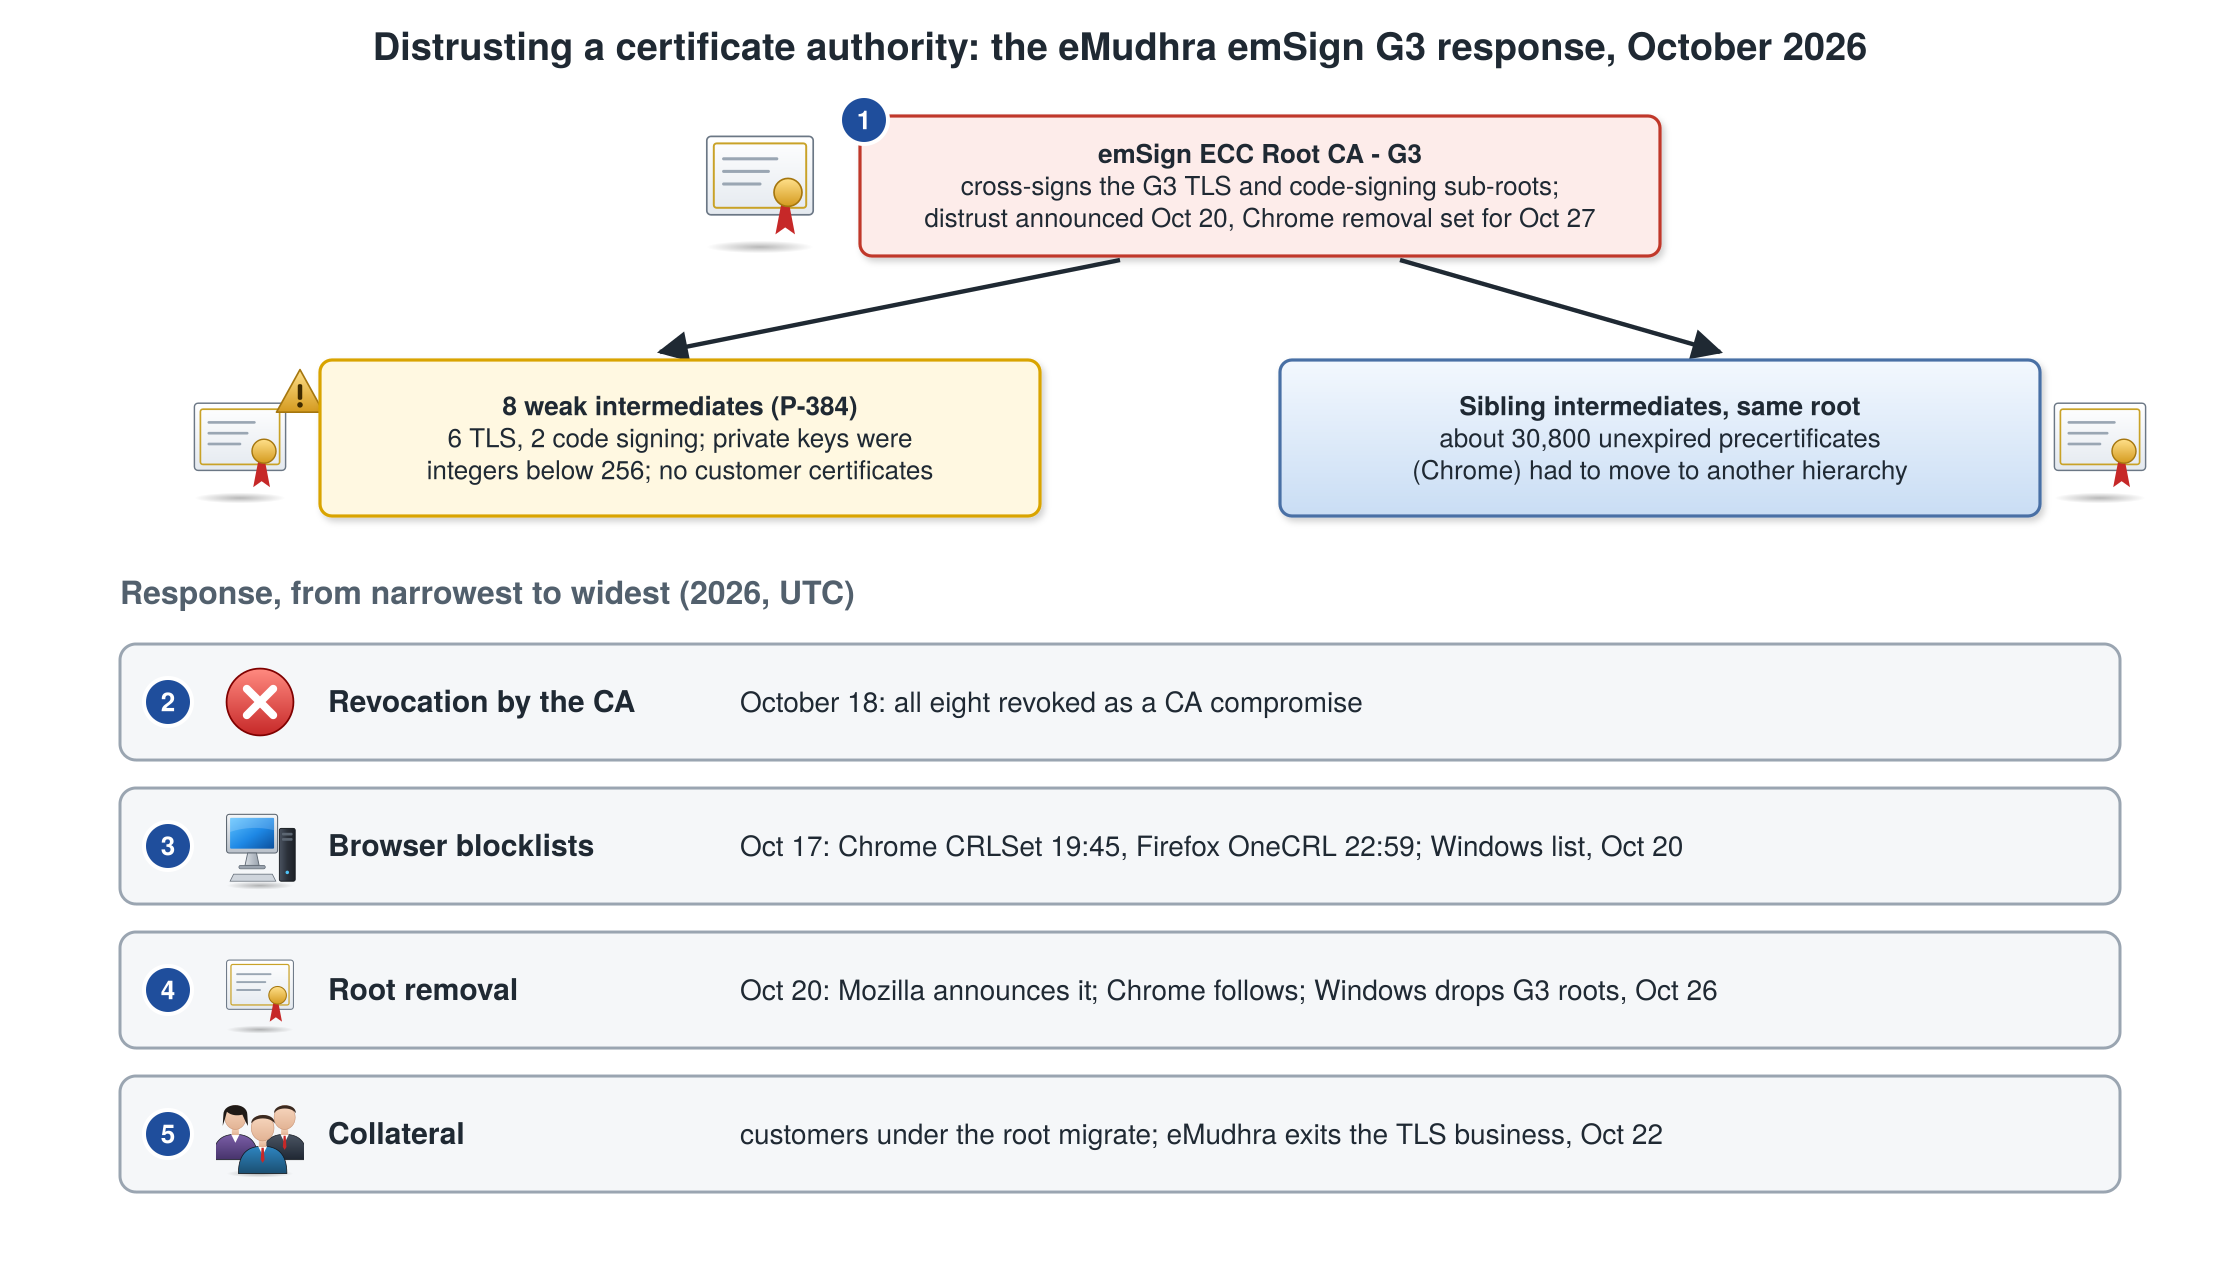 Distrusting a certificate authority: the eMudhra emSign G3 response, October 2026
1
emSign ECC Root CA - G3
cross-signs the G3 TLS and code-signing sub-roots;
distrust announced Oct 20, Chrome removal set for Oct 27
8 weak intermediates (P-384)
6 TLS, 2 code signing; private keys were
integers below 256; no customer certificates
Sibling intermediates, same root
about 30,800 unexpired precertificates
(Chrome) had to move to another hierarchy
Response, from narrowest to widest (2026, UTC)
2 Revocation by the CA October 18: all eight revoked as a CA compromise
3 Browser blocklists Oct 17: Chrome CRLSet 19:45, Firefox OneCRL 22:59; Windows list, Oct 20
4 Root removal Oct 20: Mozilla announces it; Chrome follows; Windows drops G3 roots, Oct 26
5 Collateral customers under the root migrate; eMudhra exits the TLS business, Oct 22